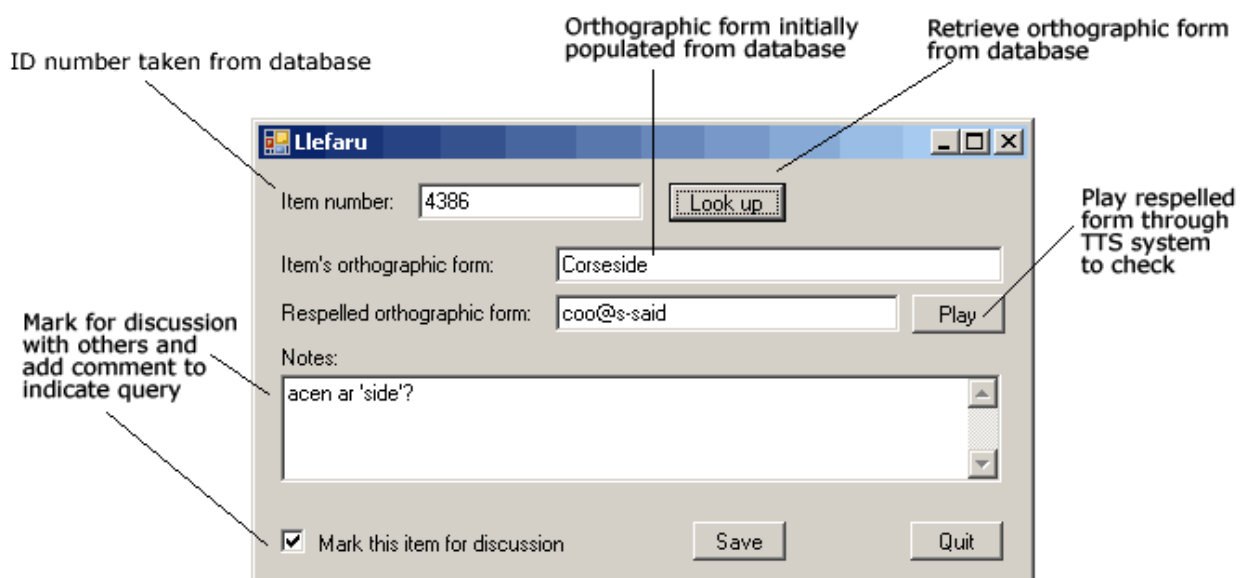 Orthographic form initially
populated from database
Retrieve orthographic form
from database
ID number taken from database
Llefaru
Item number: 4386 Look up
Play respelled
form through
TTS system
to check
Item's orthographic form: Corseside
Respelled orthographic form: coo@s-said Play
Mark for discussion
with others and
add comment to
indicate query
Notes:
acen ar 'side'?
Mark this item for discussion Save Quit